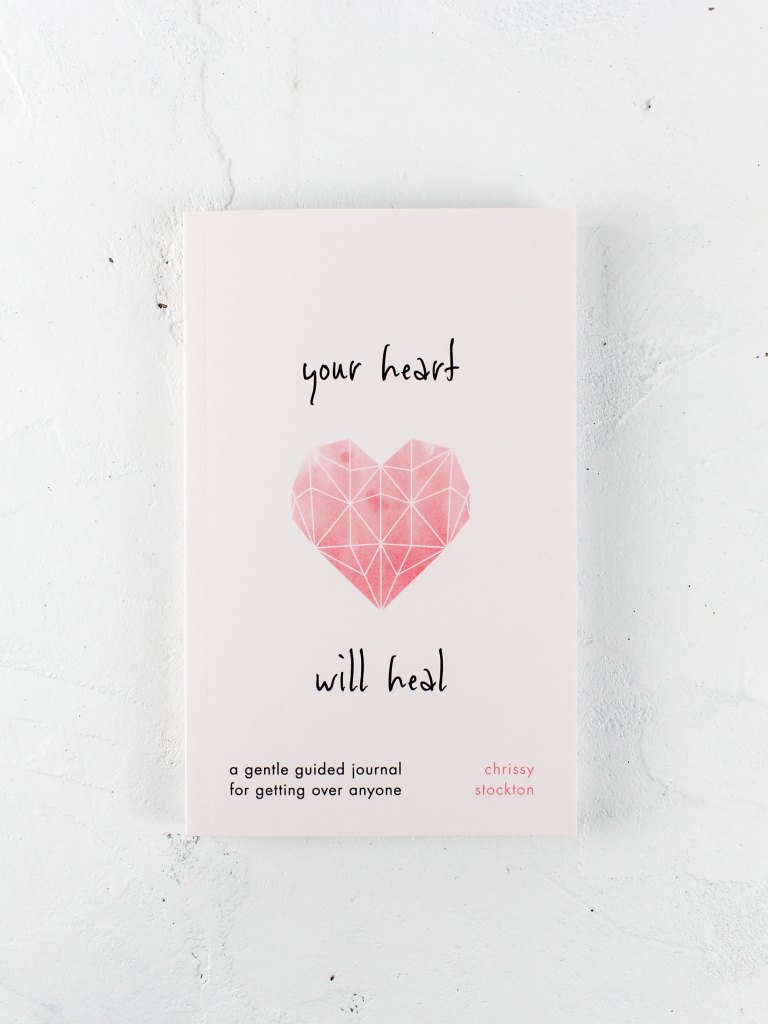 your heart
will heal
a gentle guided journal
for getting over anyone
chrissy
stockton